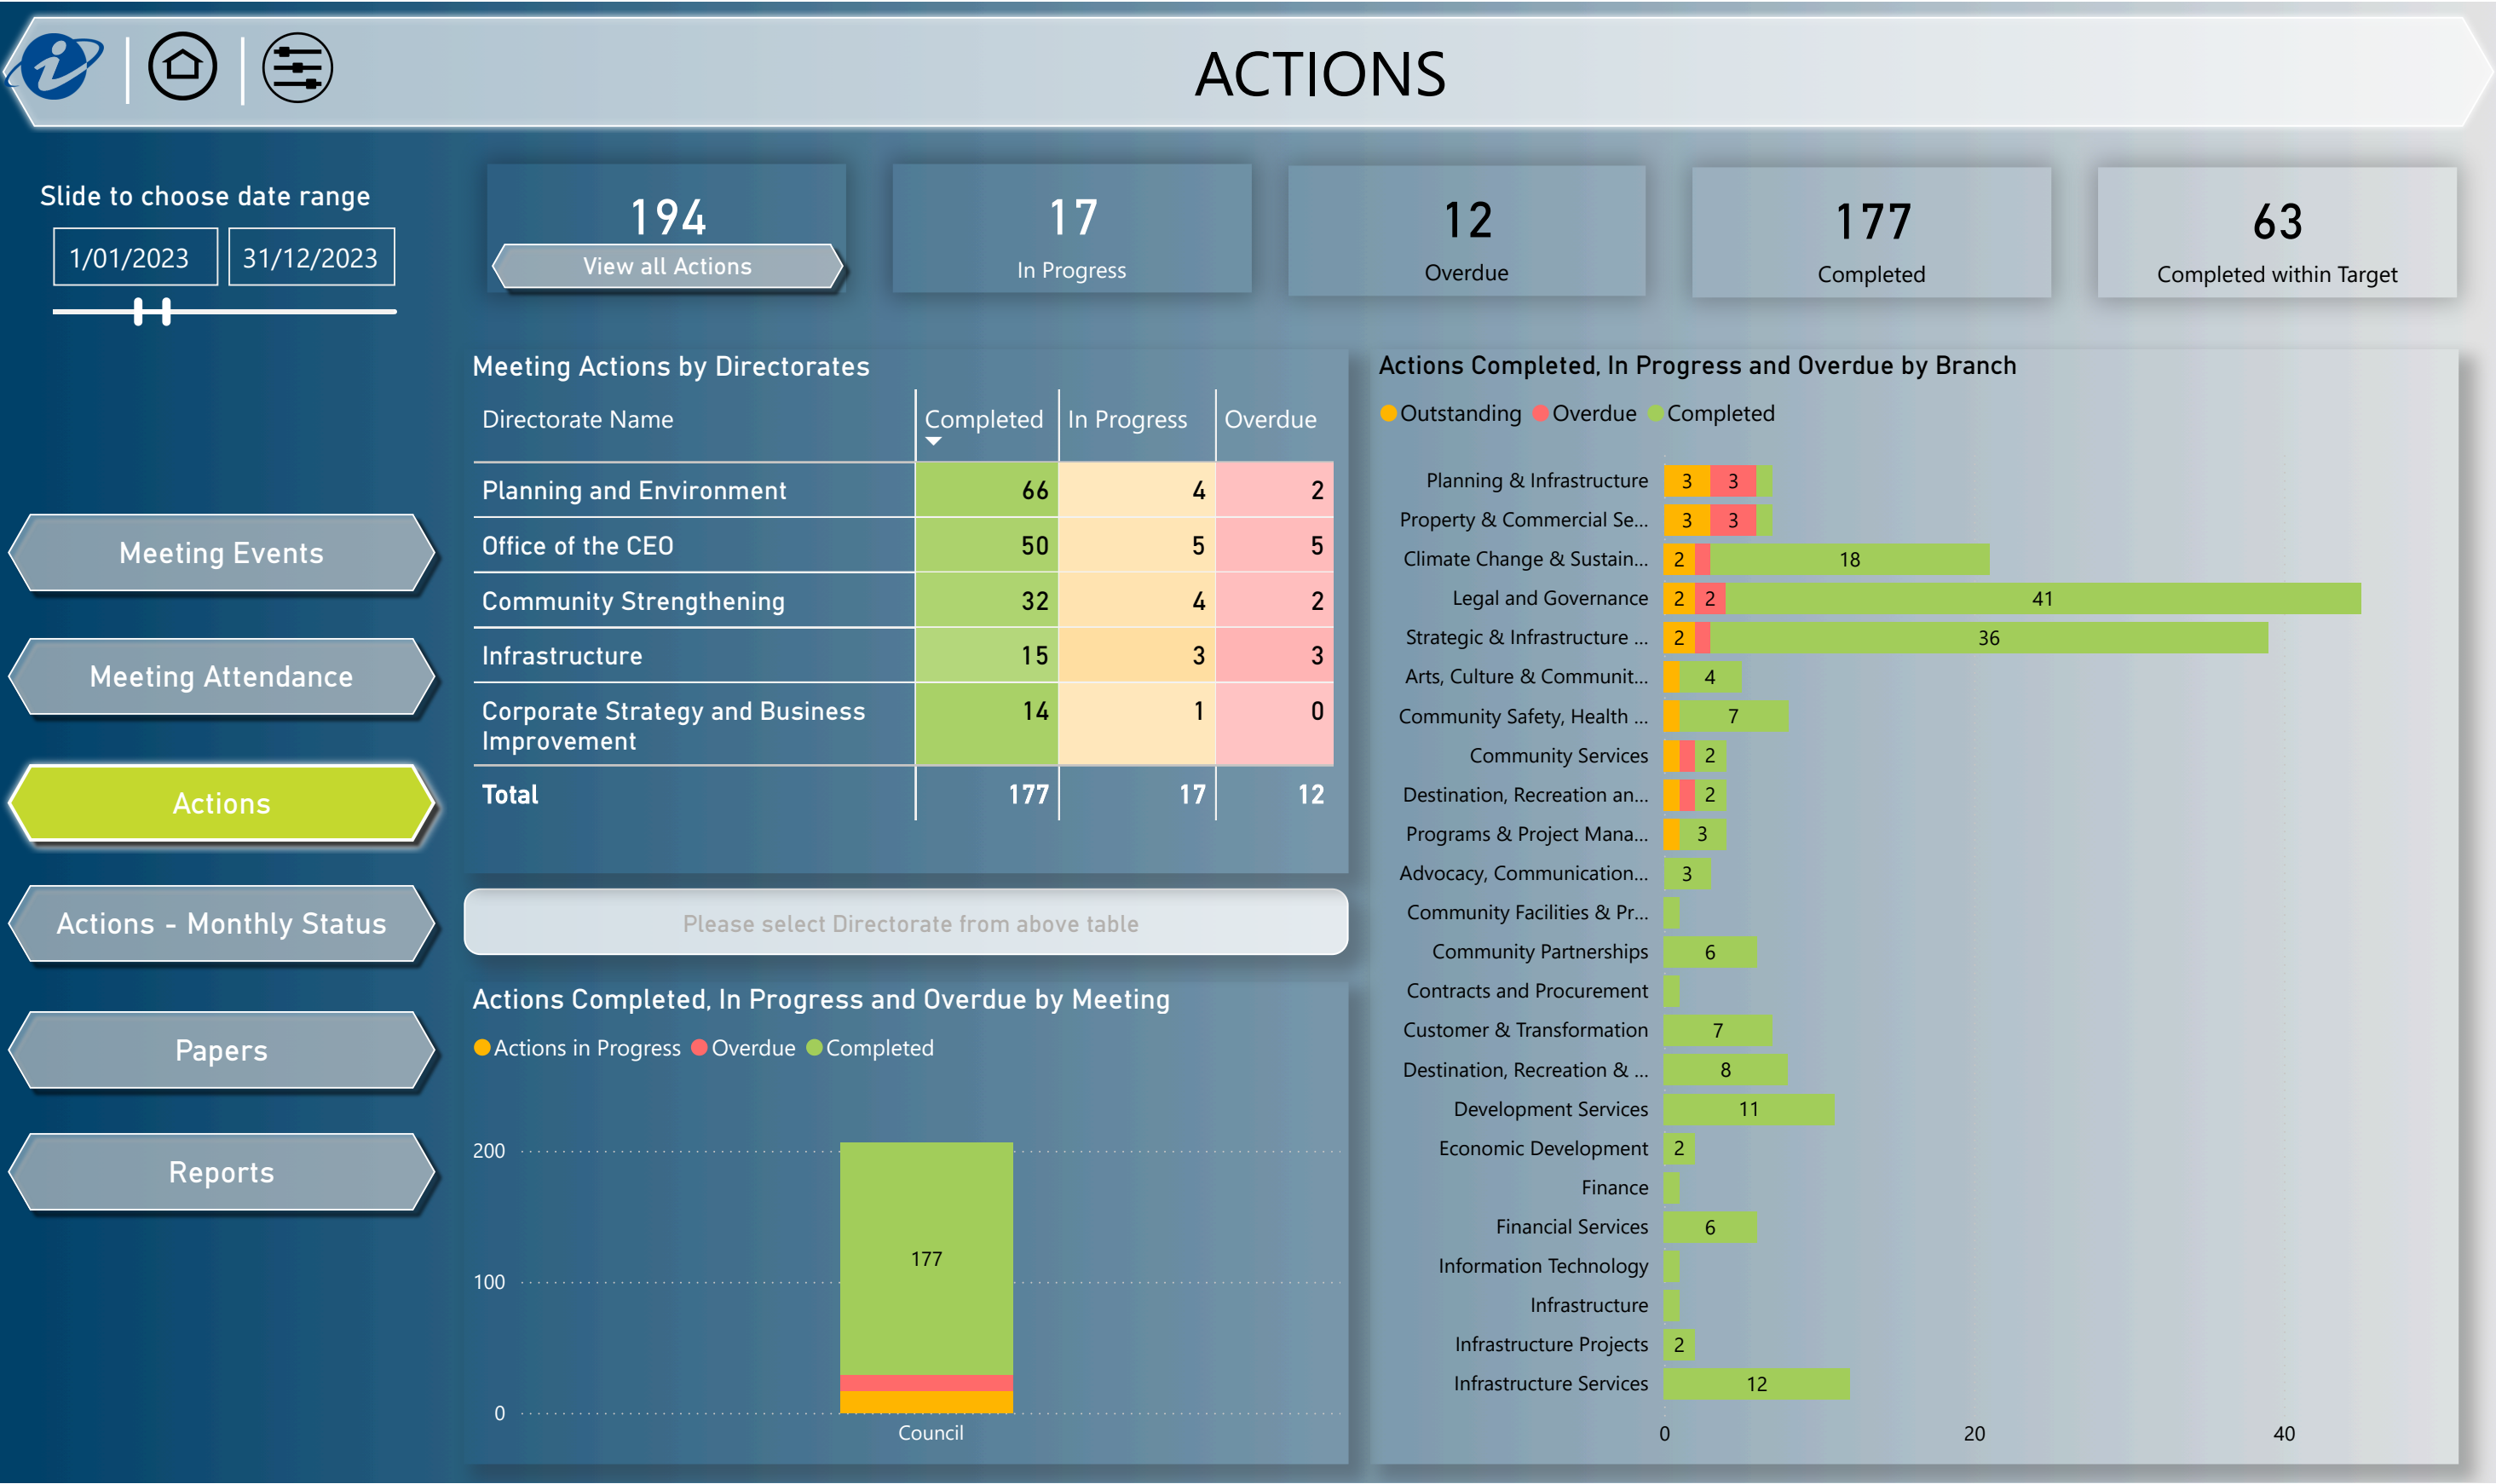 i
ACTIONS
Slide to choose date range
1/01/2023 31/12/2023
194
View all Actions
17
In Progress
12
Overdue
177
Completed
63
Completed within Target
Meeting Events
Meeting Attendance
Actions
Actions - Monthly Status
Papers
Reports
Meeting Actions by Directorates
Directorate Name Completed In Progress Overdue
Planning and Environment 66 4 2
Office of the CEO 50 5 5
Community Strengthening 32 4 2
Infrastructure 15 3 3
Corporate Strategy and Business 14 1 0
Improvement
Total 177 17 12
Please select Directorate from above table
Actions Completed, In Progress and Overdue by Meeting
Actions in Progress Overdue Completed
200
177
100
0
Council
Actions Completed, In Progress and Overdue by Branch
Outstanding Overdue Completed
Planning & Infrastructure 3 3
Property & Commercial Se... 3 3
Climate Change & Sustain... 2 18
Legal and Governance 2 2 41
Strategic & Infrastructure ... 2 36
Arts, Culture & Communit... 4
Community Safety, Health ... 7
Community Services 2
Destination, Recreation an... 2
Programs & Project Mana... 3
Advocacy, Communication... 3
Community Facilities & Pr...
Community Partnerships 6
Contracts and Procurement
Customer & Transformation 7
Destination, Recreation & ... 8
Development Services 11
Economic Development 2
Finance
Financial Services 6
Information Technology
Infrastructure
Infrastructure Projects 2
Infrastructure Services 12
0 20 40